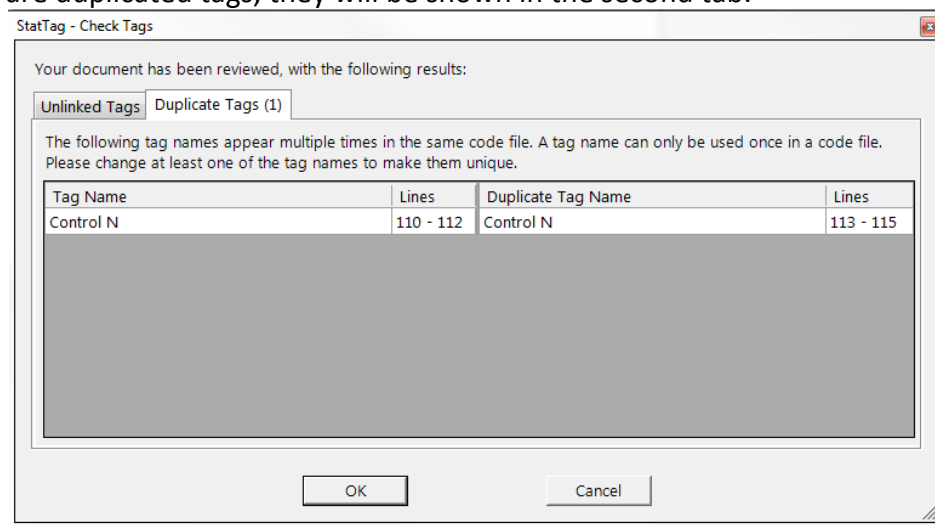 are duplicated tags, they will be shown in the second tab.
StatTag - Check Tags
Your document has been reviewed, with the following results:
Unlinked Tags Duplicate Tags (1)
The following tag names appear multiple times in the same code file. A tag name can only be used once in a code file.
Please change at least one of the tag names to make them unique.
Tag Name Lines Duplicate Tag Name Lines
Control N 110 - 112 Control N 113 - 115
OK Cancel